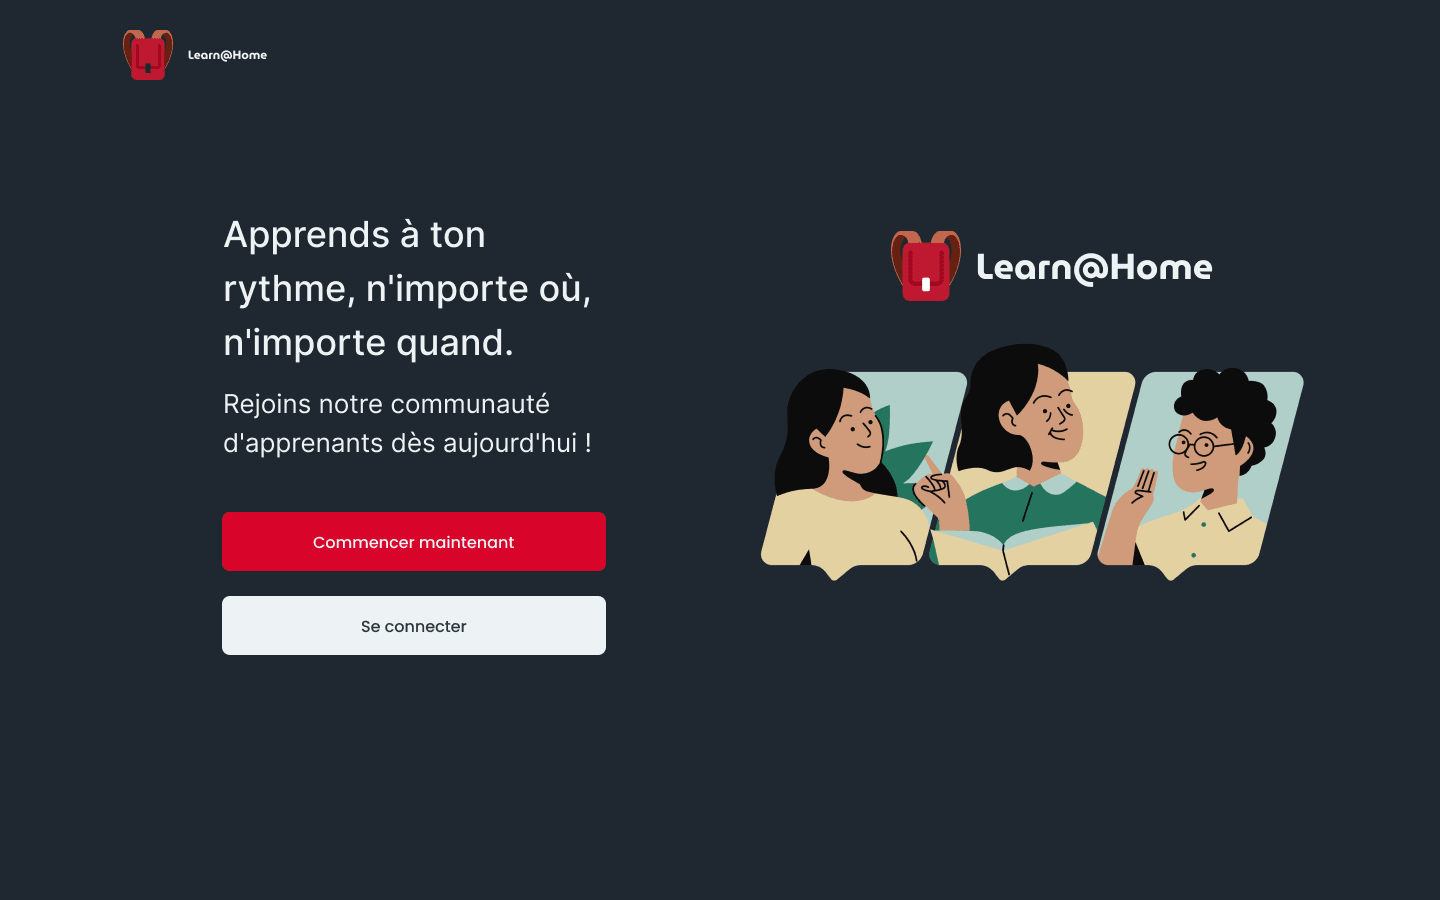 Learn@Home
Apprends à ton
rythme, n'importe où,
n'importe quand.
Rejoins notre communauté
d'apprenants dès aujourd'hui !
Commencer maintenant
Se connecter
Learn@Home